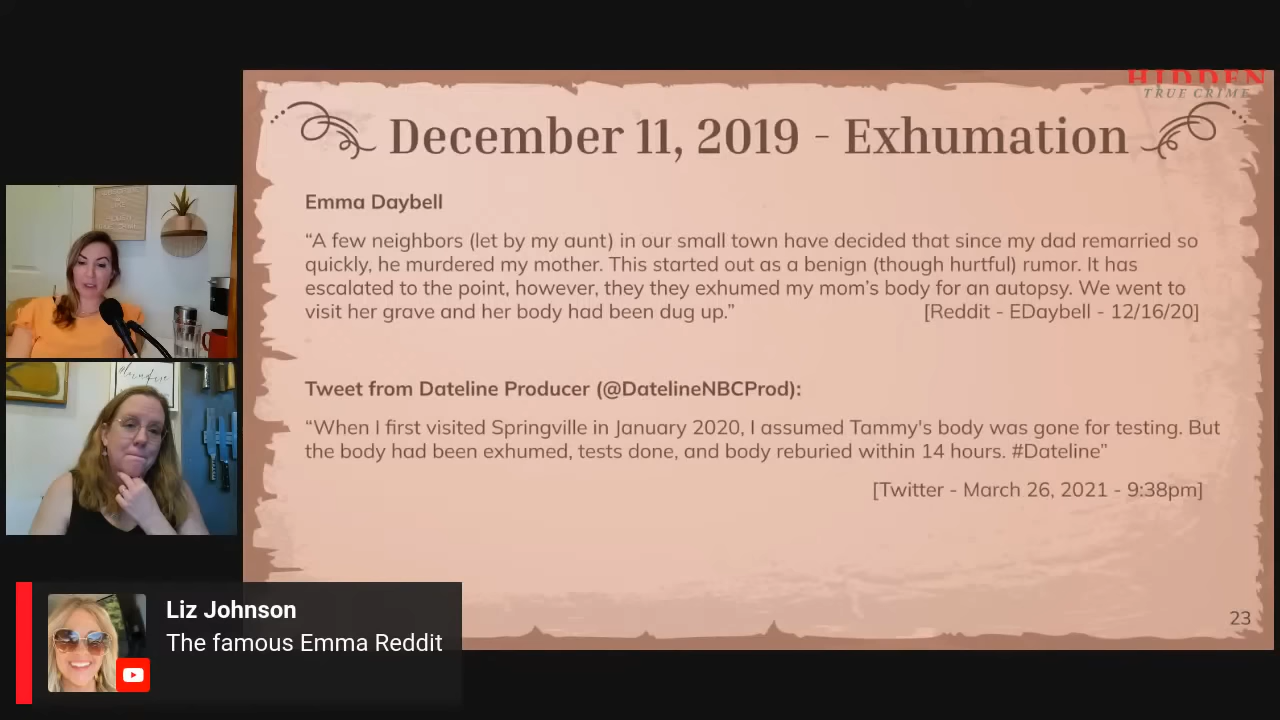 HIDDEN
TRUE CRIME
December 11, 2019 - Exhumation
Emma Daybell
“A few neighbors (let by my aunt) in our small town have decided that since my dad remarried so
quickly, he murdered my mother. This started out as a benign (though hurtful) rumor. It has
escalated to the point, however, they they exhumed my mom’s body for an autopsy. We went to
visit her grave and her body had been dug up.” [Reddit - EDaybell - 12/16/20]
Tweet from Dateline Producer (@DatelineNBCProd):
“When I first visited Springville in January 2020, I assumed Tammy's body was gone for testing. But
the body had been exhumed, tests done, and body reburied within 14 hours. #Dateline”
[Twitter - March 26, 2021 - 9:38pm]
23
Liz Johnson
The famous Emma Reddit